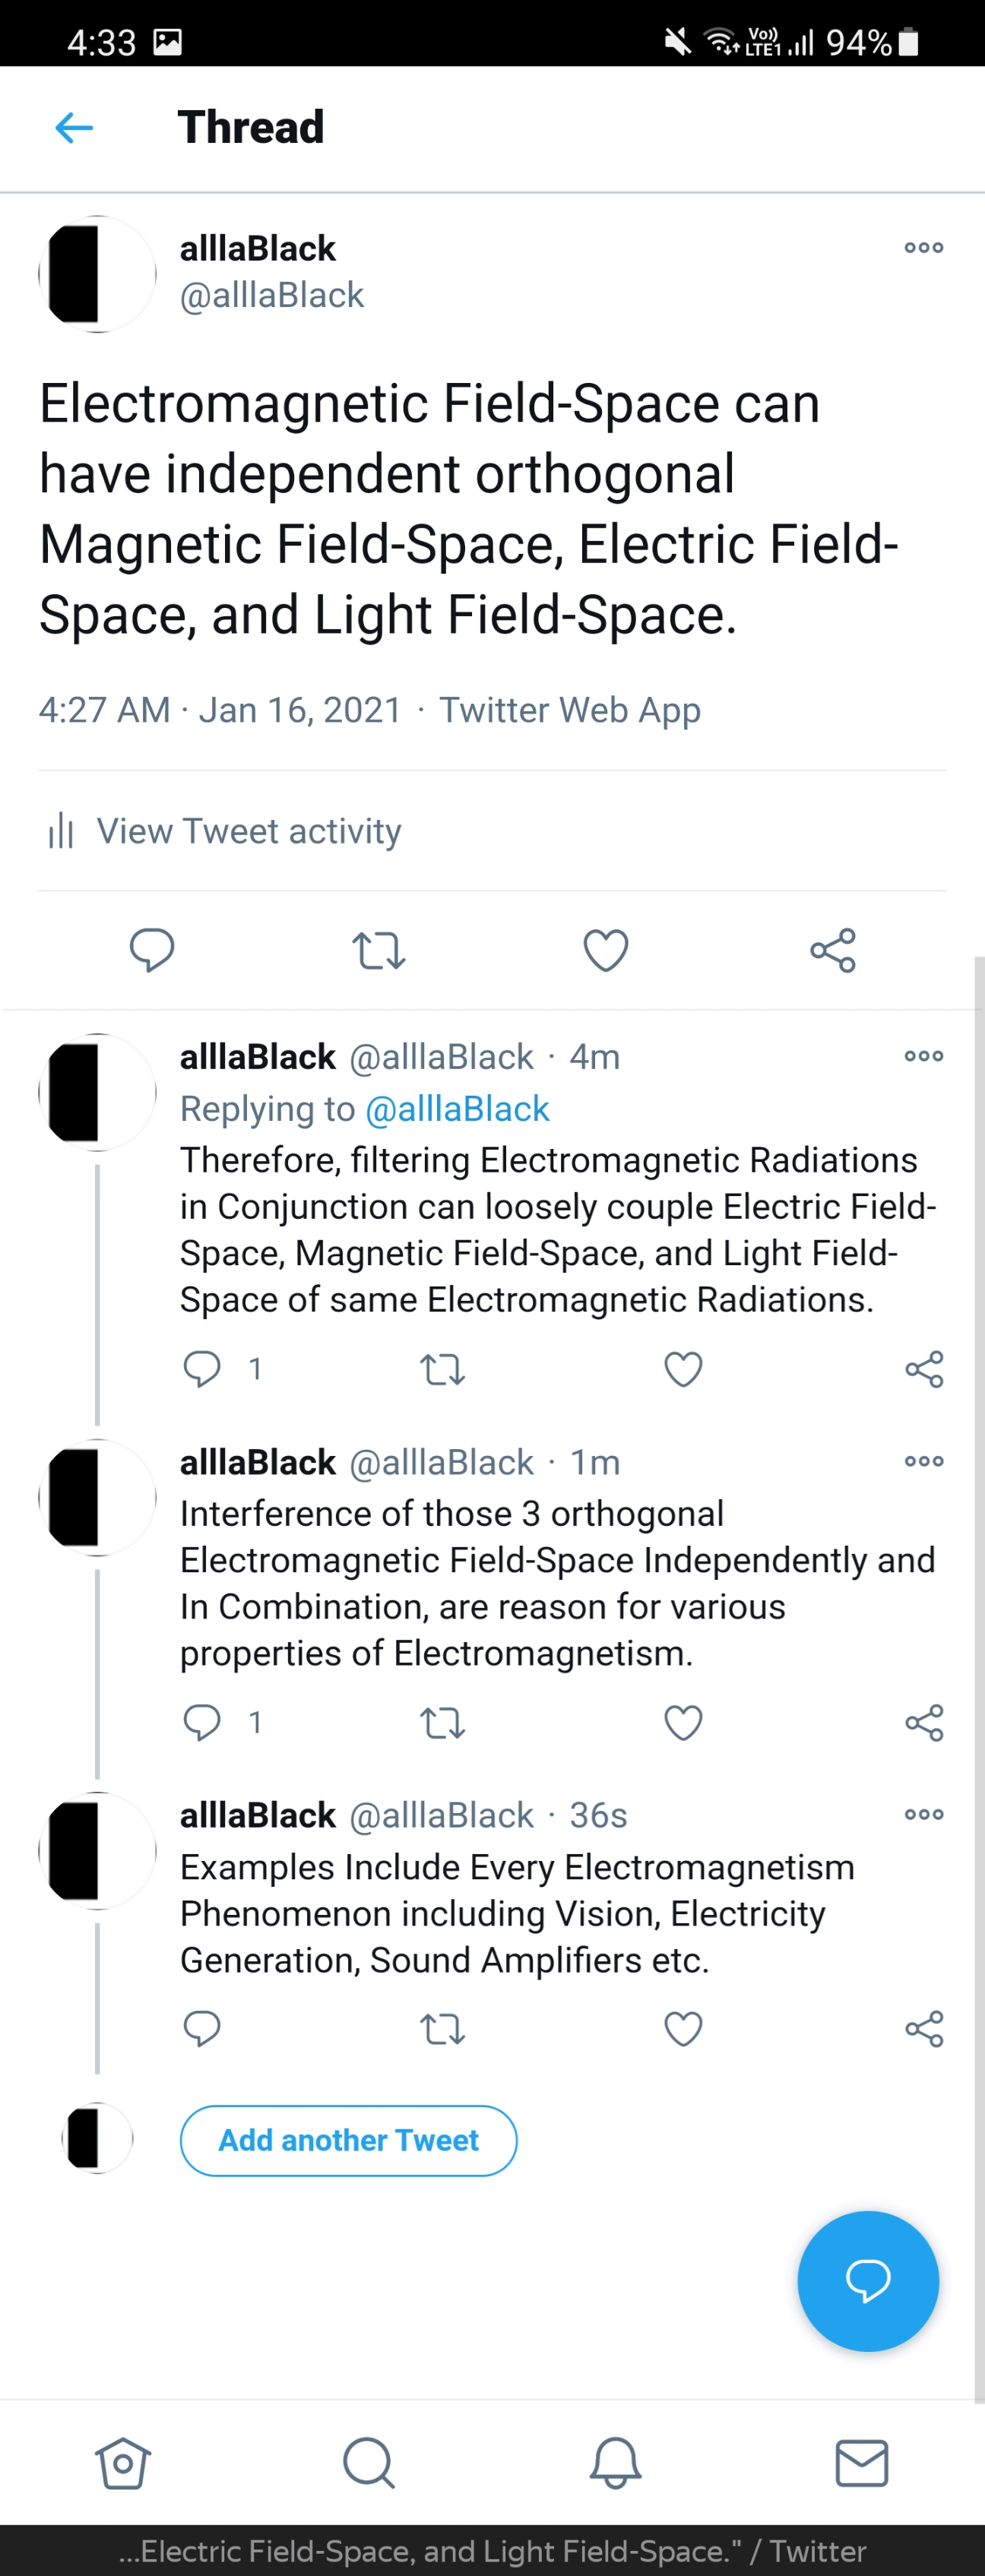 4:33
Vo))
LTE1
94%
Thread
alllaBlack
@alllaBlack
Electromagnetic Field-Space can
have independent orthogonal
Magnetic Field-Space, Electric Field-
Space, and Light Field-Space.
4:27 AM · Jan 16, 2021 · Twitter Web App
View Tweet activity
alllaBlack @alllaBlack · 4m
Replying to @alllaBlack
Therefore, filtering Electromagnetic Radiations
in Conjunction can loosely couple Electric Field-
Space, Magnetic Field-Space, and Light Field-
Space of same Electromagnetic Radiations.
1
alllaBlack @alllaBlack · 1m
Interference of those 3 orthogonal
Electromagnetic Field-Space Independently and
In Combination, are reason for various
properties of Electromagnetism.
1
alllaBlack @alllaBlack · 36s
Examples Include Every Electromagnetism
Phenomenon including Vision, Electricity
Generation, Sound Amplifiers etc.
Add another Tweet
...Electric Field-Space, and Light Field-Space." / Twitter